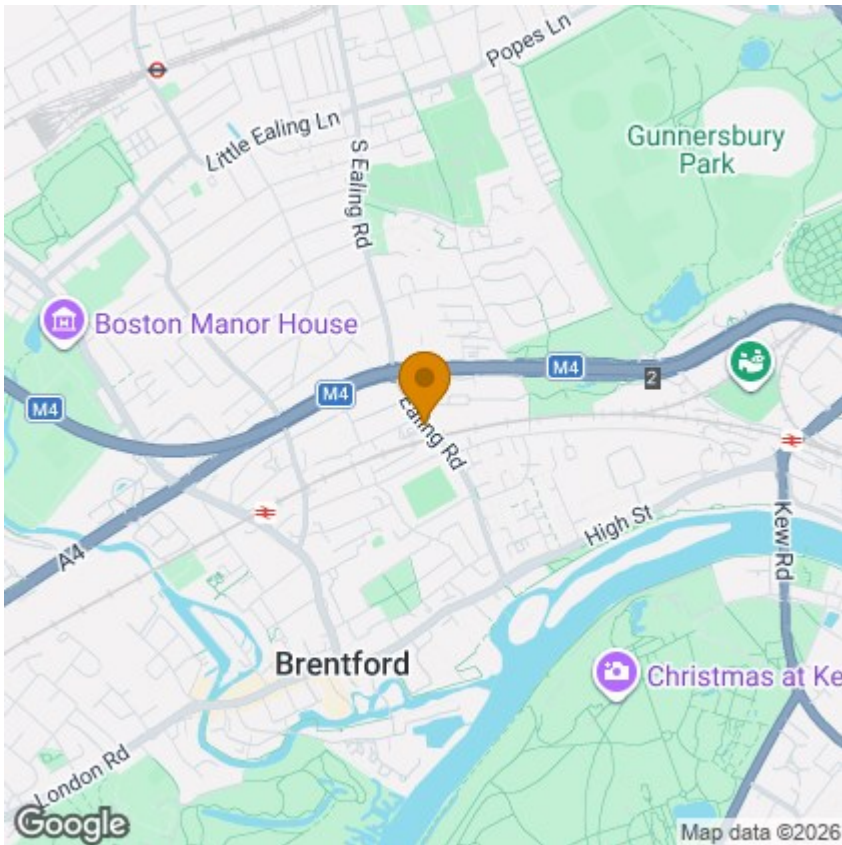 Popes Ln
Little Ealing Ln
S Ealing Rd
Gunnersbury
Park
Boston Manor House
M4
M4
M4
2
Ealing Rd
A4
High St
Kew Rd
Brentford
Christmas at Ke
London Rd
Google
Map data ©2026